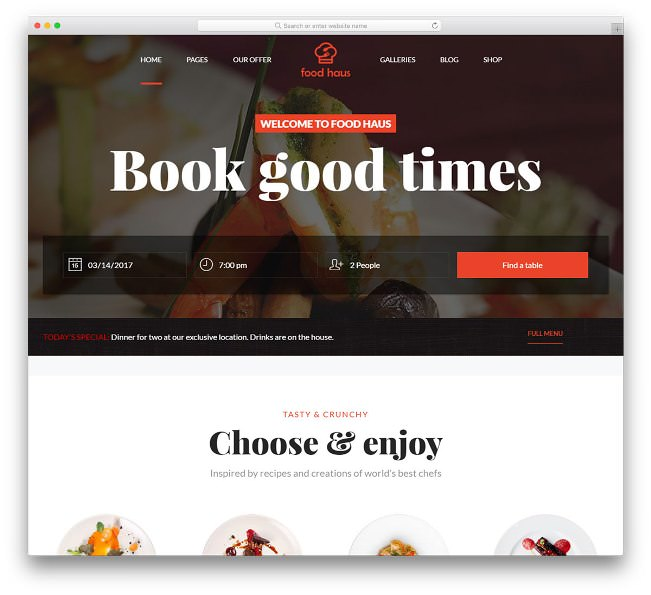 Search or enter website name
HOME PAGES OUR OFFER food haus GALLERIES BLOG SHOP
WELCOME TO FOOD HAUS
Book good times
03/14/2017 7:00 pm 2 People Find a table
TODAY'S SPECIAL: Dinner for two at our exclusive location. Drinks are on the house. FULL MENU
TASTY & CRUNCHY
Choose & enjoy
Inspired by recipes and creations of world's best chefs